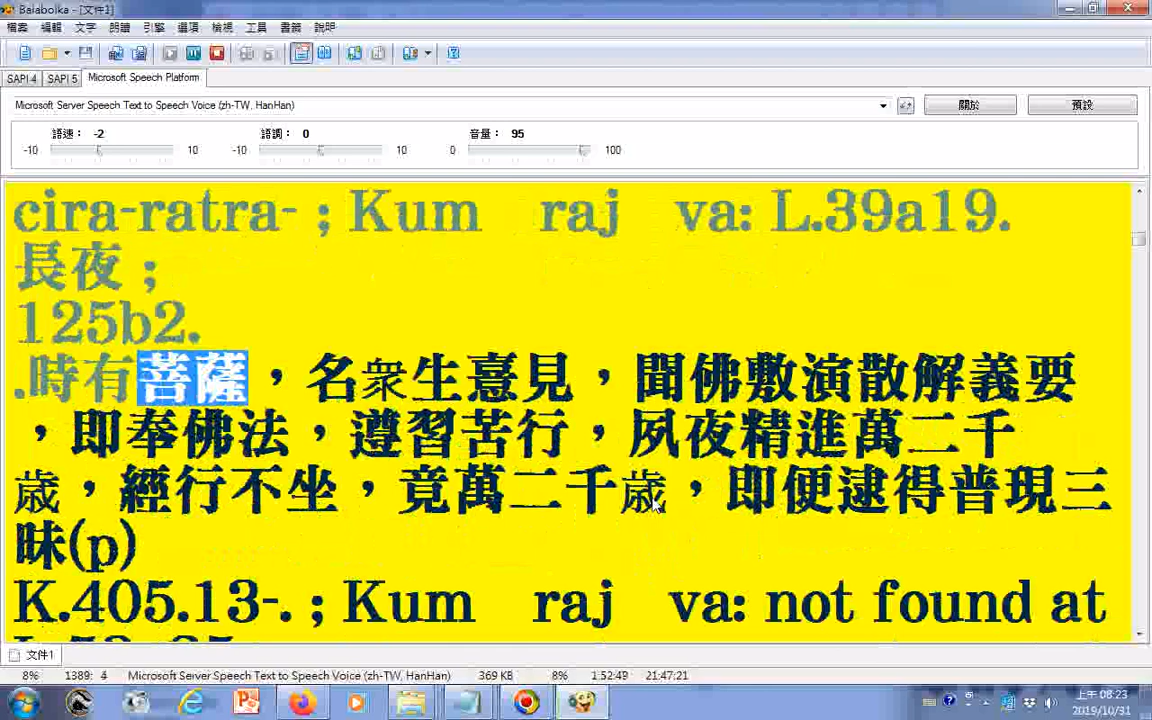 Balabolka - [文件1]
檔案 編輯 文字 朗讀 引擎 選項 檢視 工具 書籤 說明
SAPI 4 SAPI 5 Microsoft Speech Platform
Microsoft Server Speech Text to Speech Voice (zh-TW, HanHan) 關於 預設
語速： -2 語調： 0 音量： 95
-10 10 -10 10 0 100
cira-ratra- ; Kum raj va: L.39a19.
長夜；
125b2.
.時有菩薩，名衆生憙見，聞佛敷演散解義要
，即奉佛法，遵習苦行，夙夜精進萬二千
歳，經行不坐，竟萬二千歳，即便逮得普現三
昧(p)
K.405.13-. ; Kum raj va: not found at
文件1
8% 1389: 4 Microsoft Server Speech Text to Speech Voice (zh-TW, HanHan) 369 KB 8% 1:52:49 21:47:21
上午 08:23
2019/10/31